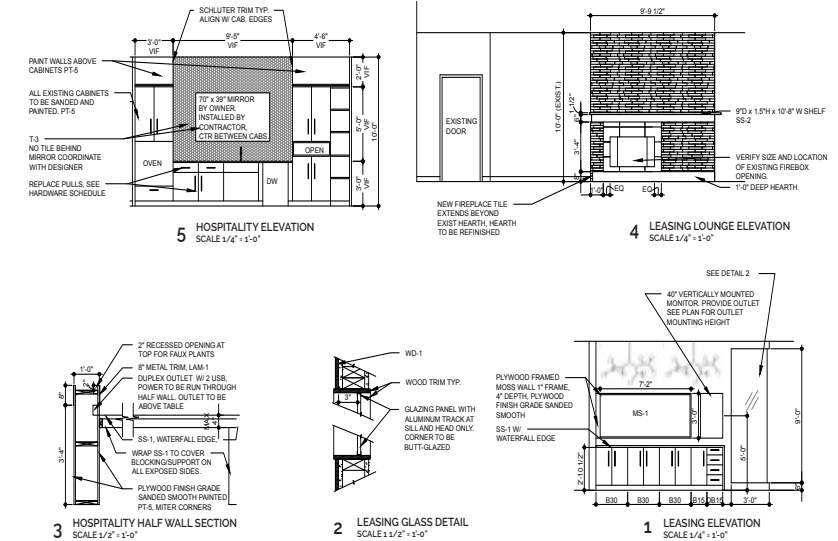 SCHLUTER TRIM TYP.
ALIGN W/ CAB. EDGES
3'-0"
VIF
9'-5"
VIF
4'-6"
VIF
PAINT WALLS ABOVE
CABINETS PT-5
ALL EXISTING CABINETS
TO BE SANDED AND
PAINTED. PT-5
T-3
NO TILE BEHIND
MIRROR COORDINATE
WITH DESIGNER
REPLACE PULLS, SEE
HARDWARE SCHEDULE
70" x 39" MIRROR
BY OWNER.
INSTALLED BY
CONTRACTOR,
CTR BETWEEN CABS.
OVEN
OPEN
DW
2'-0"
VIF
5'-0"
VIF
3'-0"
VIF
10'-0"
5 HOSPITALITY ELEVATION
SCALE 1/4" = 1'-0"
9'-9 1/2"
10'-0" (EXIST.)
1 1/2"
6"
3'-4"
8"
EXISTING
DOOR
9"D x 1.5"H x 10'-8" W SHELF
SS-2
VERIFY SIZE AND LOCATION
OF EXISTING FIREBOX
OPENING.
1'-0" DEEP HEARTH.
1'-0"
EQ
EQ
NEW FIREPLACE TILE
EXTENDS BEYOND
EXIST HEARTH, HEARTH
TO BE REFINISHED
4 LEASING LOUNGE ELEVATION
SCALE 1/4" = 1'-0"
1'-0"
2"
8"
3'-4"
4"
MAX
2" RECESSED OPENING AT
TOP FOR FAUX PLANTS
8" METAL TRIM, LAM-1
DUPLEX OUTLET W/ 2 USB,
POWER TO BE RUN THROUGH
HALF WALL. OUTLET TO BE
ABOVE TABLE
SS-1, WATERFALL EDGE,
WRAP SS-1 TO COVER
BLOCKING/SUPPORT ON
ALL EXPOSED SIDES.
PLYWOOD FINISH GRADE
SANDED SMOOTH PAINTED
PT-5, MITER CORNERS
3 HOSPITALITY HALF WALL SECTION
SCALE 1/2" = 1'-0"
WD-1
WOOD TRIM TYP.
3"
GLAZING PANEL WITH
ALUMINUM TRACK AT
SILL AND HEAD ONLY.
CORNER TO BE
BUTT-GLAZED
2 LEASING GLASS DETAIL
SCALE 1 1/2" = 1'-0"
SEE DETAIL 2
40" VERTICALLY MOUNTED
MONITOR. PROVIDE OUTLET
SEE PLAN FOR OUTLET
MOUNTING HEIGHT
PLYWOOD FRAMED
MOSS WALL 1" FRAME,
4" DEPTH, PLYWOOD
FINISH GRADE SANDED
SMOOTH
SS-1 W/
WATERFALL EDGE
7'-2"
MS-1
3'-0"
2'-10 1/2"
5'-0"
9'-0"
B30
B30
B30
B15
DB15
3'-0"
1 LEASING ELEVATION
SCALE 1/4" = 1'-0"